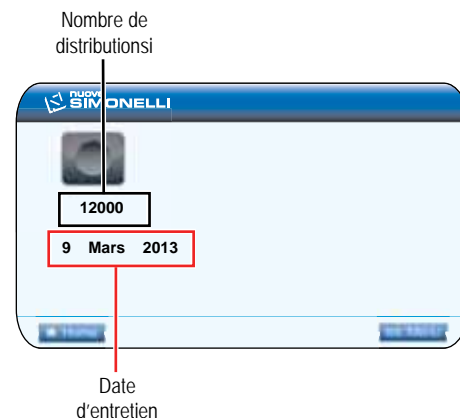 Nombre de
distributionsi
nuova
SIMONELLI
12000
9 Mars 2013
Date
d'entretien